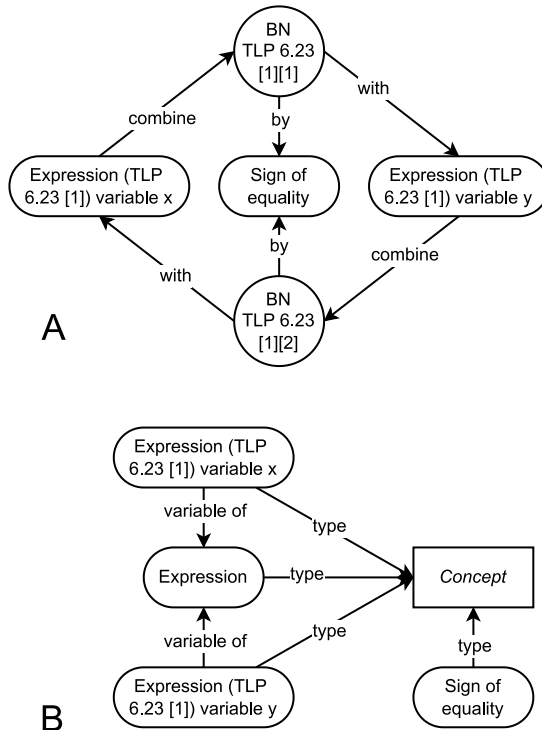 BN
TLP 6.23
[1][1]
combine
with
by
Expression (TLP
6.23 [1]) variable x
Sign of
equality
Expression (TLP
6.23 [1]) variable y
with
by
combine
BN
TLP 6.23
[1][2]
A
Expression (TLP
6.23 [1]) variable x
variable of
type
Expression
type
Concept
variable of
type
type
Expression (TLP
6.23 [1]) variable y
Sign of
equality
B